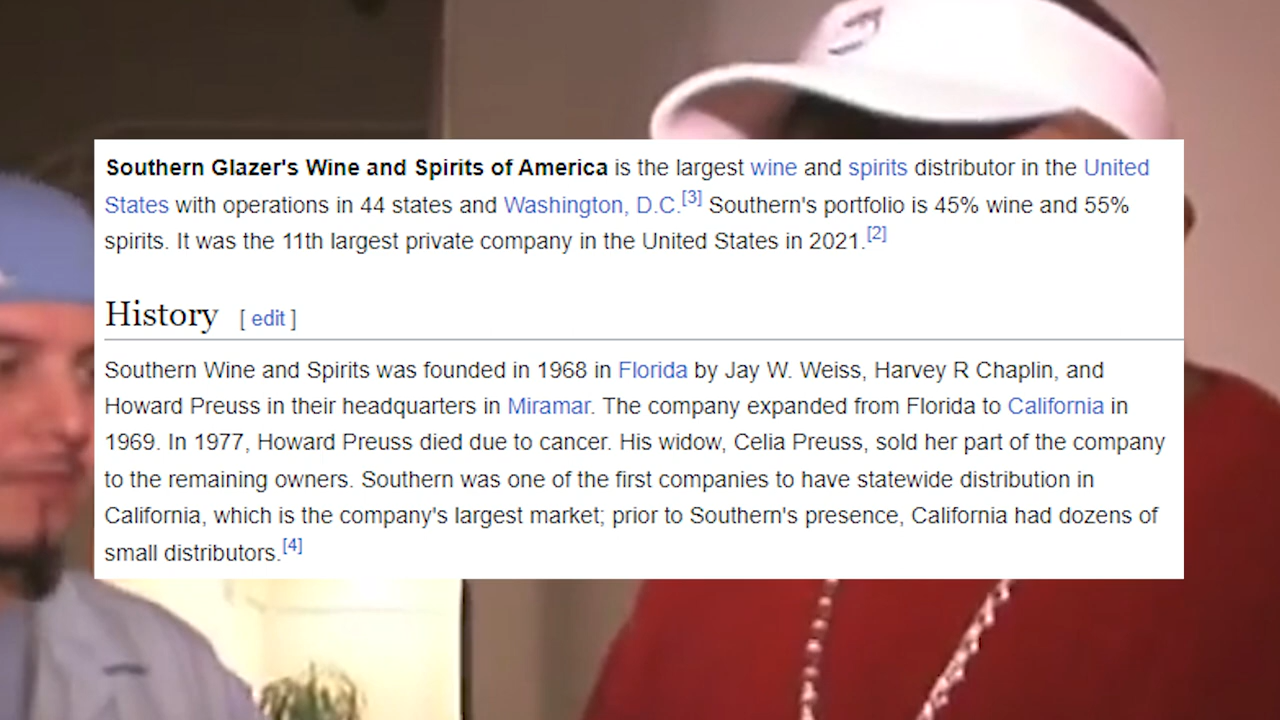 Southern Glazer's Wine and Spirits of America is the largest wine and spirits distributor in the United
States with operations in 44 states and Washington, D.C.[3] Southern's portfolio is 45% wine and 55%
spirits. It was the 11th largest private company in the United States in 2021.[2]
History [ edit ]
Southern Wine and Spirits was founded in 1968 in Florida by Jay W. Weiss, Harvey R Chaplin, and
Howard Preuss in their headquarters in Miramar. The company expanded from Florida to California in
1969. In 1977, Howard Preuss died due to cancer. His widow, Celia Preuss, sold her part of the company
to the remaining owners. Southern was one of the first companies to have statewide distribution in
California, which is the company's largest market; prior to Southern's presence, California had dozens of
small distributors.[4]